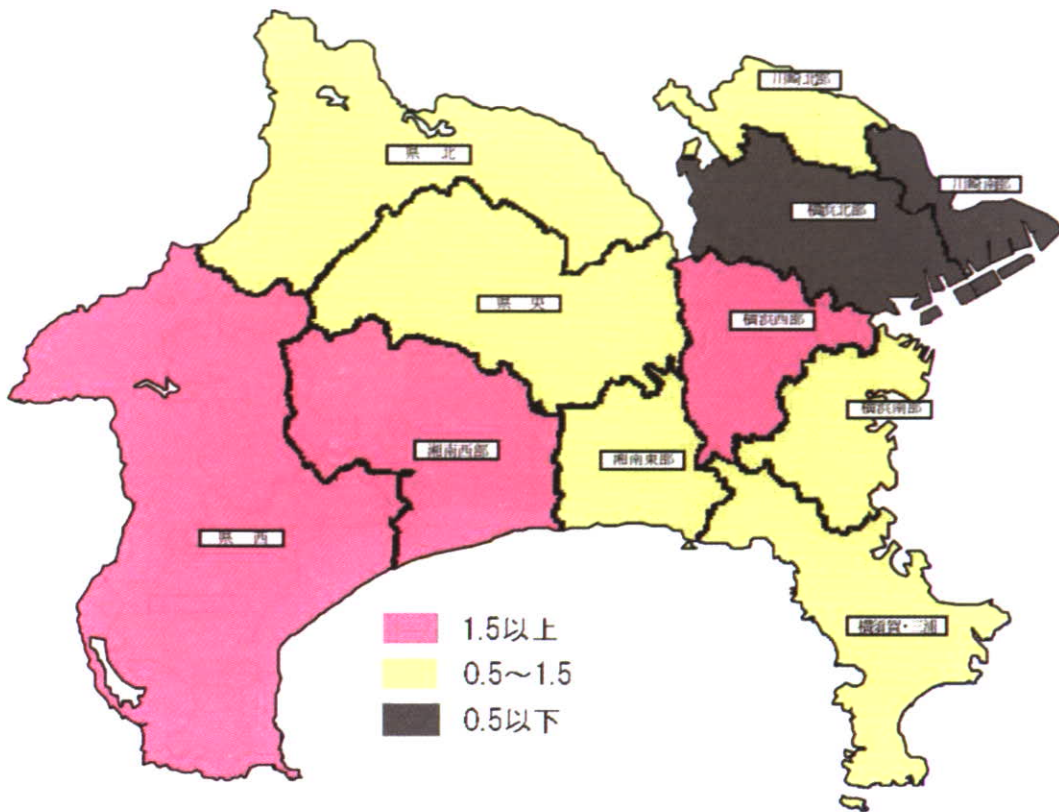 川崎北部
県 北
川崎南部
横浜北部
県 央
横浜西部
横浜南部
湘南西部
湘南東部
県 西
横須賀・三浦
1.5以上
0.5～1.5
0.5以下